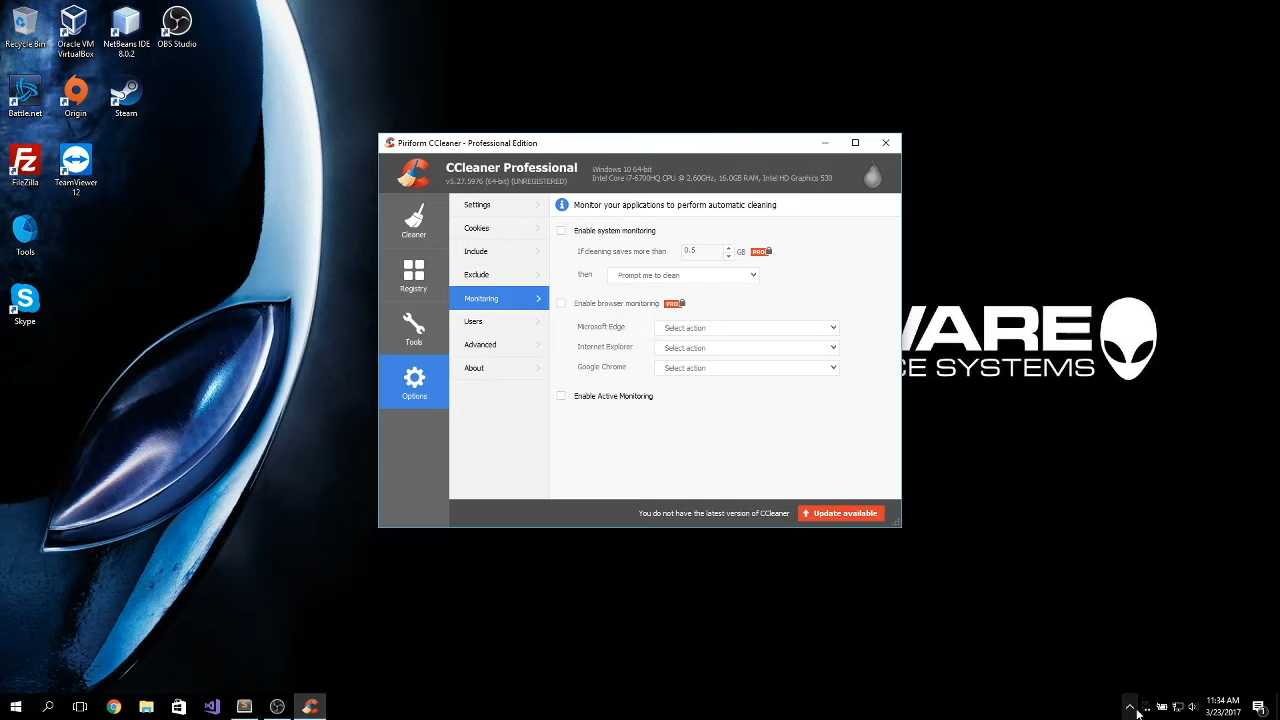 Recycle Bin
Oracle VM
VirtualBox
NetBeans IDE
8.0.2
OBS Studio
Battle.net
Origin
Steam
FileZilla
TeamViewer
12
Tools
Skype
Piriform CCleaner - Professional Edition
CCleaner Professional
v5.27.5976 (64-bit) (UNREGISTERED)
Windows 10 64-bit
Intel Core i7-6700HQ CPU @ 2.60GHz, 16.0GB RAM, Intel HD Graphics 530
Cleaner
Registry
Tools
Options
Settings
Cookies
Include
Exclude
Monitoring
Users
Advanced
About
Monitor your applications to perform automatic cleaning
Enable system monitoring
If cleaning saves more than 0.5 GB PRO
then Prompt me to clean
Enable browser monitoring PRO
Microsoft Edge Select action
Internet Explorer Select action
Google Chrome Select action
Enable Active Monitoring
You do not have the latest version of CCleaner Update available
WARE
CE SYSTEMS
11:34 AM
3/23/2017